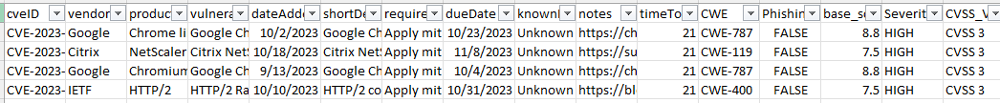 cveID vendor product vulnera dateAdde shortDe require dueDate known notes timeTo CWE Phishin base_s Severit CVSS_V
CVE-2023- Google Chrome li Google Ch 10/2/2023 Google Ch Apply mit 10/23/2023 Unknown https://ch 21 CWE-787 FALSE 8.8 HIGH CVSS 3
CVE-2023- Citrix NetScaler Citrix Net 10/18/2023 Citrix Net Apply mit 11/8/2023 Unknown https://su 21 CWE-119 FALSE 7.5 HIGH CVSS 3
CVE-2023- Google Chromium Google Ch 9/13/2023 Google Ch Apply mit 10/4/2023 Unknown https://ch 21 CWE-787 FALSE 8.8 HIGH CVSS 3
CVE-2023- IETF HTTP/2 HTTP/2 Ra 10/10/2023 HTTP/2 co Apply mit 10/31/2023 Unknown https://bl 21 CWE-400 FALSE 7.5 HIGH CVSS 3